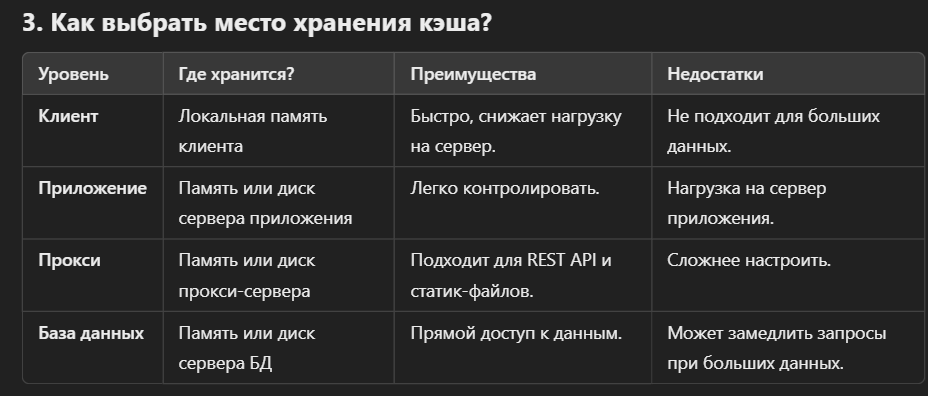 3. Как выбрать место хранения кэша?
Уровень Где хранится? Преимущества Недостатки
Клиент Локальная память Быстро, снижает нагрузку Не подходит для больших
клиента на сервер. данных.
Приложение Память или диск Легко контролировать. Нагрузка на сервер
сервера приложения приложения.
Прокси Память или диск Подходит для REST API и Сложнее настроить.
прокси-сервера статик-файлов.
База данных Память или диск Прямой доступ к данным. Может замедлить запросы
сервера БД при больших данных.